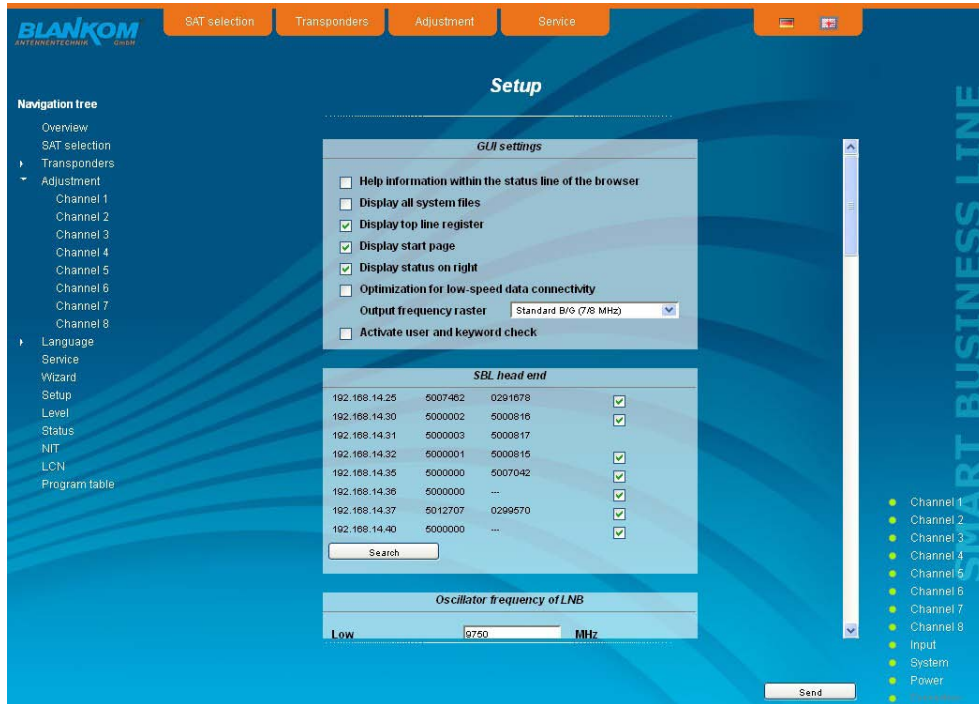 BLANKOM
ANTENNENTECHNIK GmbH
SAT selection
Transponders
Adjustment
Service
Setup
Navigation tree
Overview
SAT selection
Transponders
Adjustment
Channel 1
Channel 2
Channel 3
Channel 4
Channel 5
Channel 6
Channel 7
Channel 8
Language
Service
Wizard
Setup
Level
Status
NIT
LCN
Program table
GUI settings
Help information within the status line of the browser
Display all system files
Display top line register
Display start page
Display status on right
Optimization for low-speed data connectivity
Output frequency raster Standard B/G (7/8 MHz)
Activate user and keyword check
SBL head end
192.168.14.25 5007462 0291678
192.168.14.30 5000002 5000816
192.168.14.31 5000003 5000817
192.168.14.32 5000001 5000815
192.168.14.35 5000000 5007042
192.168.14.36 5000000 ---
192.168.14.37 5012707 0299570
192.168.14.40 5000000 ---
Search
Oscillator frequency of LNB
Low 9750 MHz
Send
SMART BUSINESS LINE
Channel 1
Channel 2
Channel 3
Channel 4
Channel 5
Channel 6
Channel 7
Channel 8
Input
System
Power